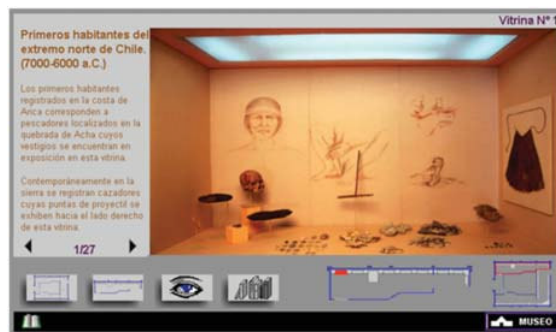 Vitrina N° 1
Primeros habitantes del
extremo norte de Chile.
(7000-6000 a.C.)
Los primeros habitantes
registrados en la costa de
Arica corresponden a
pescadores localizados en la
quebrada de Acha cuyos
vestigios se encuentran en
exposición en esta vitrina.
Contemporáneamente en la
sierra se registran cazadores
cuyas puntas de proyectil se
exhiben hacia el lado derecho
de esta vitrina.
1/27
MUSEO